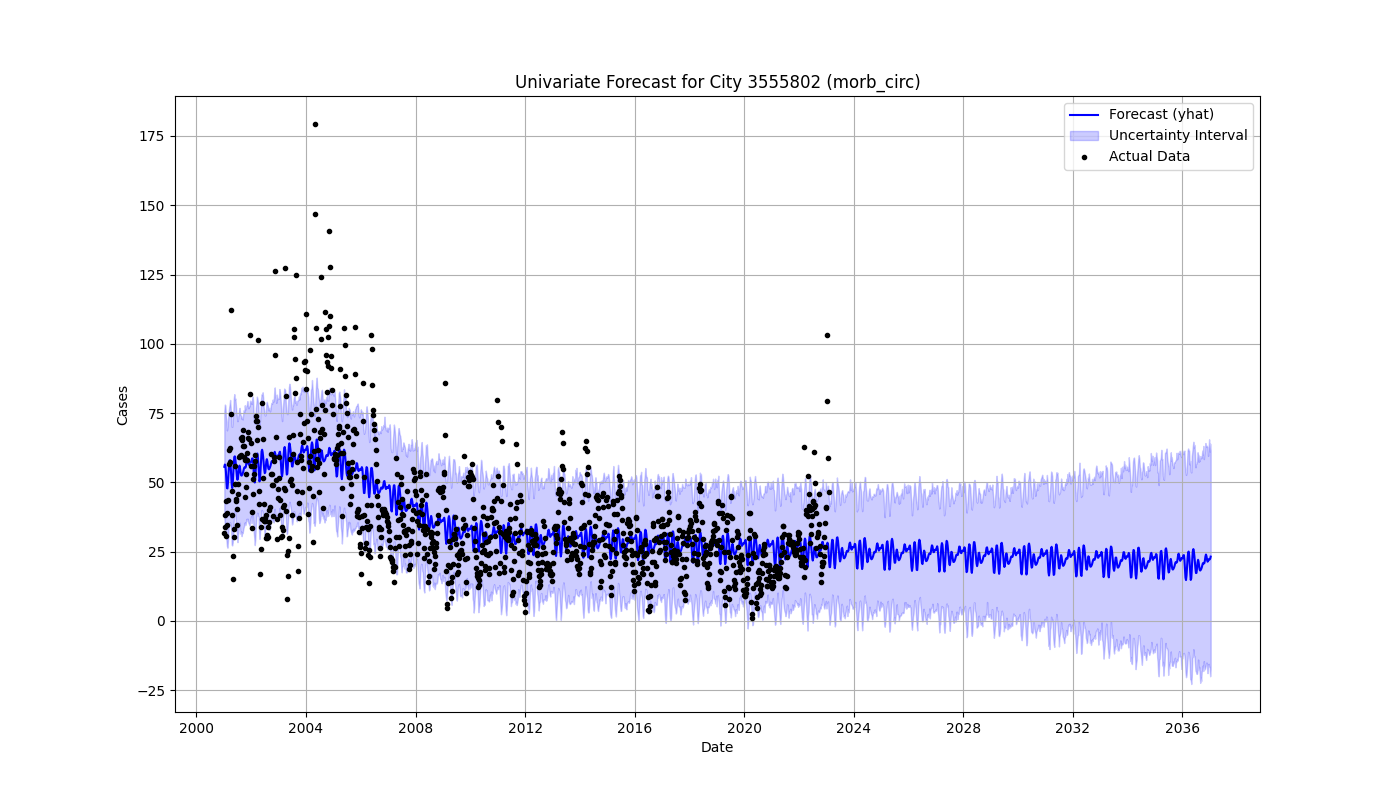 Univariate Forecast for City 3555802 (morb_circ)
Forecast (yhat)
Uncertainty Interval
Actual Data
175
150
125
100
75
50
25
0
−25
Cases
2000 2004 2008 2012 2016 2020 2024 2028 2032 2036
Date